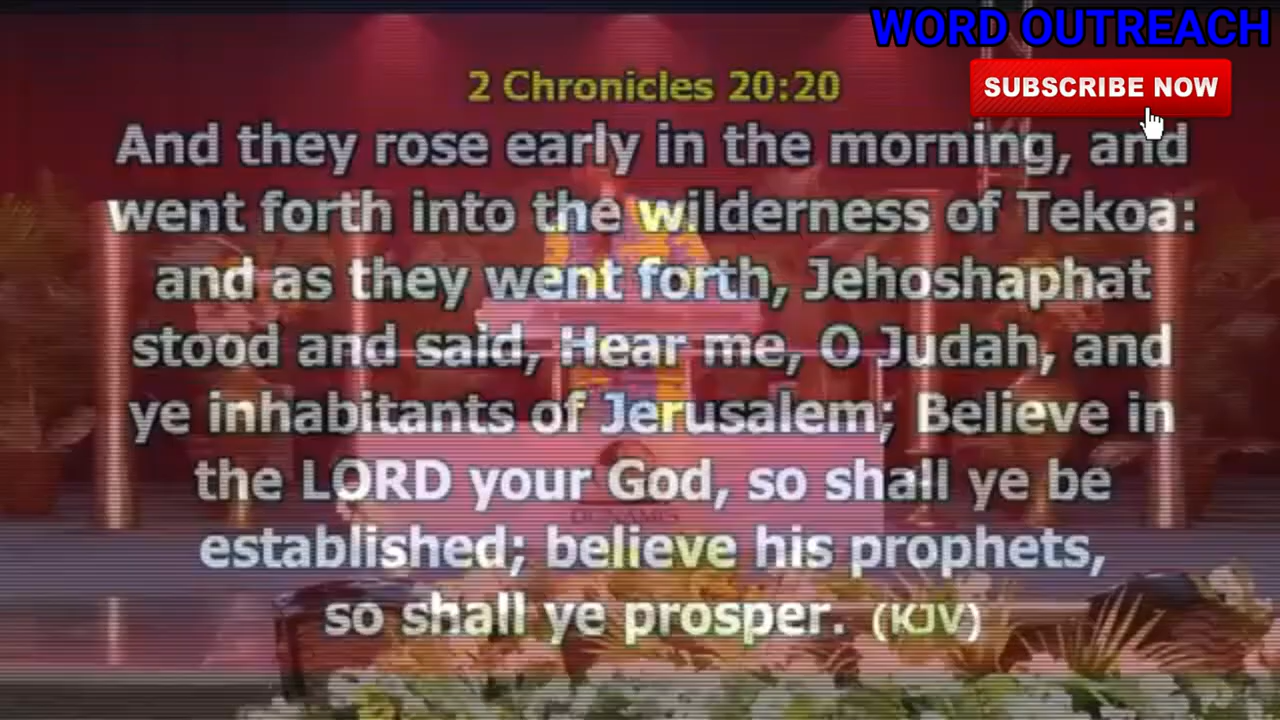 WORD OUTREACH
SUBSCRIBE NOW
2 Chronicles 20:20
And they rose early in the morning, and
went forth into the wilderness of Tekoa:
and as they went forth, Jehoshaphat
stood and said, Hear me, O Judah, and
ye inhabitants of Jerusalem; Believe in
the LORD your God, so shall ye be
established; believe his prophets,
so shall ye prosper. (KJV)
DUNAMIS